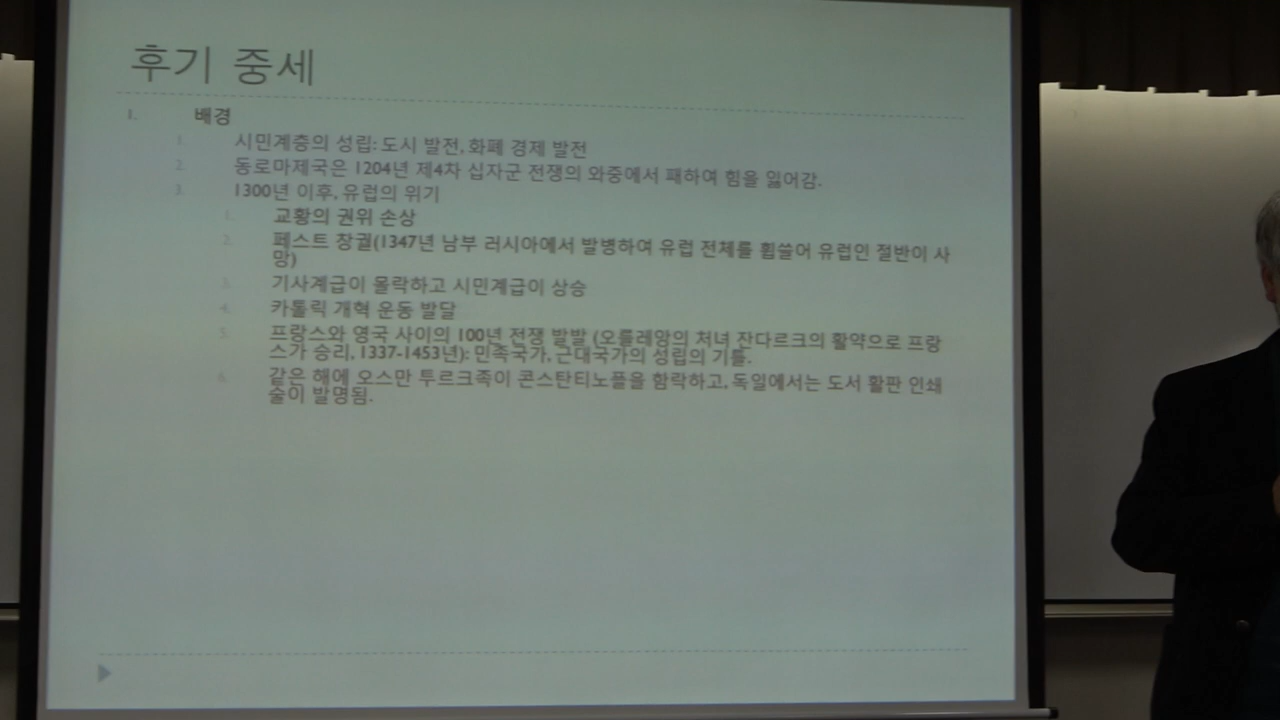 후기 중세
I. 배경
1. 시민계층의 성립: 도시 발전, 화폐 경제 발전
2. 동로마제국은 1204년 제4차 십자군 전쟁의 와중에서 패하여 힘을 잃어감.
3. 1300년 이후, 유럽의 위기
1. 교황의 권위 손상
2. 페스트 창궐(1347년 남부 러시아에서 발병하여 유럽 전체를 휩쓸어 유럽인 절반이 사
망)
3. 기사계급이 몰락하고 시민계급이 상승
4. 카톨릭 개혁 운동 발달
5. 프랑스와 영국 사이의 100년 전쟁 발발 (오를레앙의 처녀 잔다르크의 활약으로 프랑
스가 승리, 1337-1453년): 민족국가, 근대국가의 성립의 기틀.
6. 같은 해에 오스만 투르크족이 콘스탄티노플을 함락하고, 독일에서는 도서 활판 인쇄
술이 발명됨.